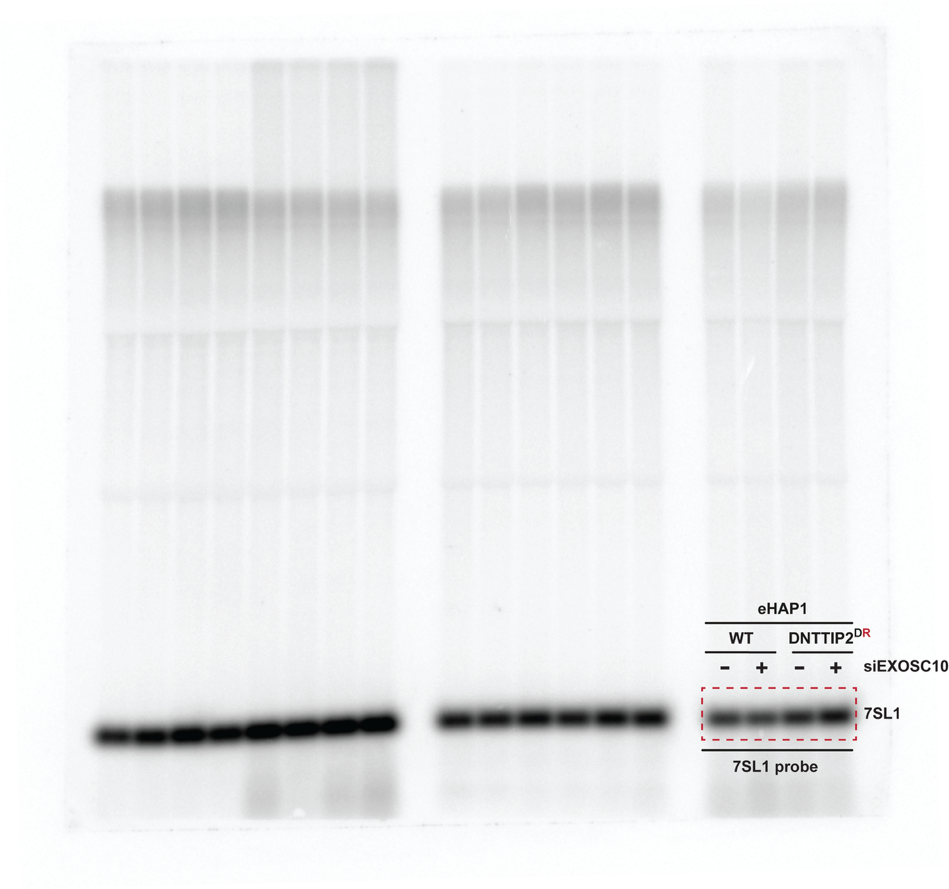 eHAP1
WT DNTTIP2DR
- + - + siEXOSC10
7SL1
7SL1 probe